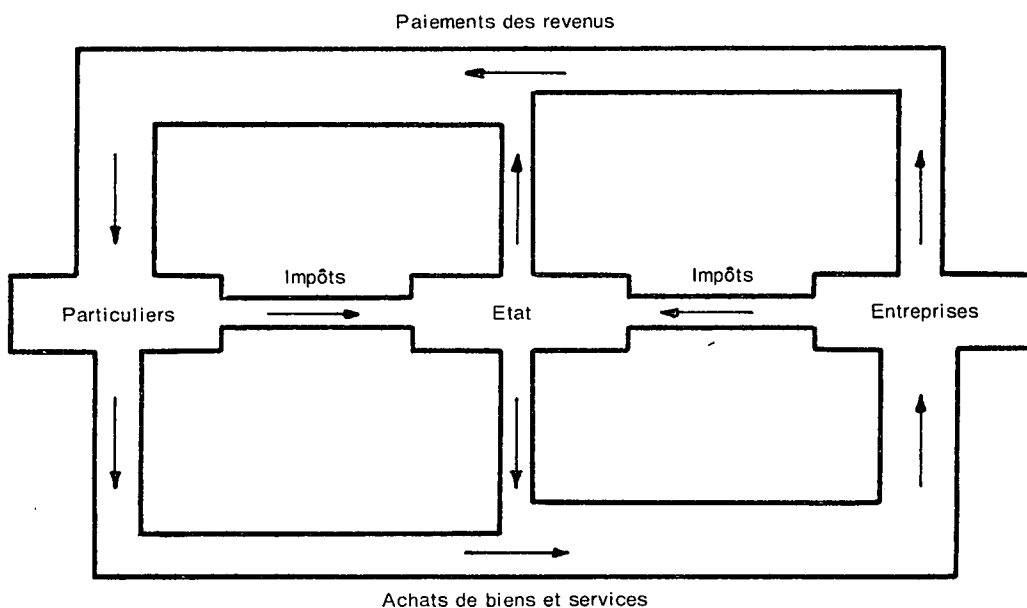 Paiements des revenus
Impôts
Impôts
Particuliers
Etat
Entreprises
Achats de biens et services